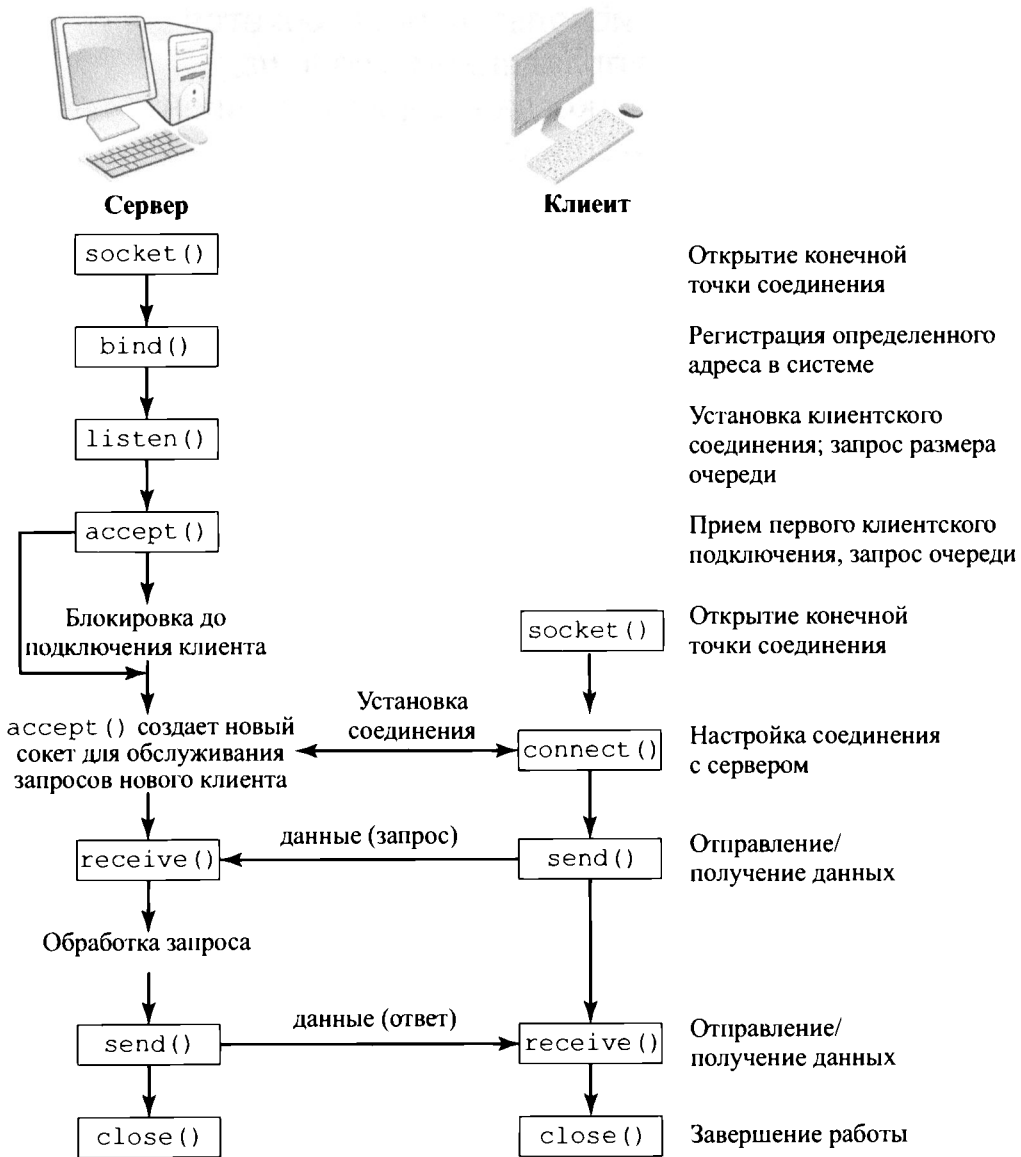 Сервер
Клиеит
socket()
Открытие конечной
точки соединения
bind()
Регистрация определенного
адреса в системе
listen()
Установка клиентского
соединения; запрос размера
очереди
accept()
Прием первого клиентского
подключения, запрос очереди
Блокировка до
подключения клиента
socket()
Открытие конечной
точки соединения
accept() создает новый
сокет для обслуживания
запросов нового клиента
Установка
соединения
connect()
Настройка соединения
с сервером
receive()
данные (запрос)
send()
Отправление/
получение данных
Обработка запроса
send()
данные (ответ)
receive()
Отправление/
получение данных
close()
close()
Завершение работы